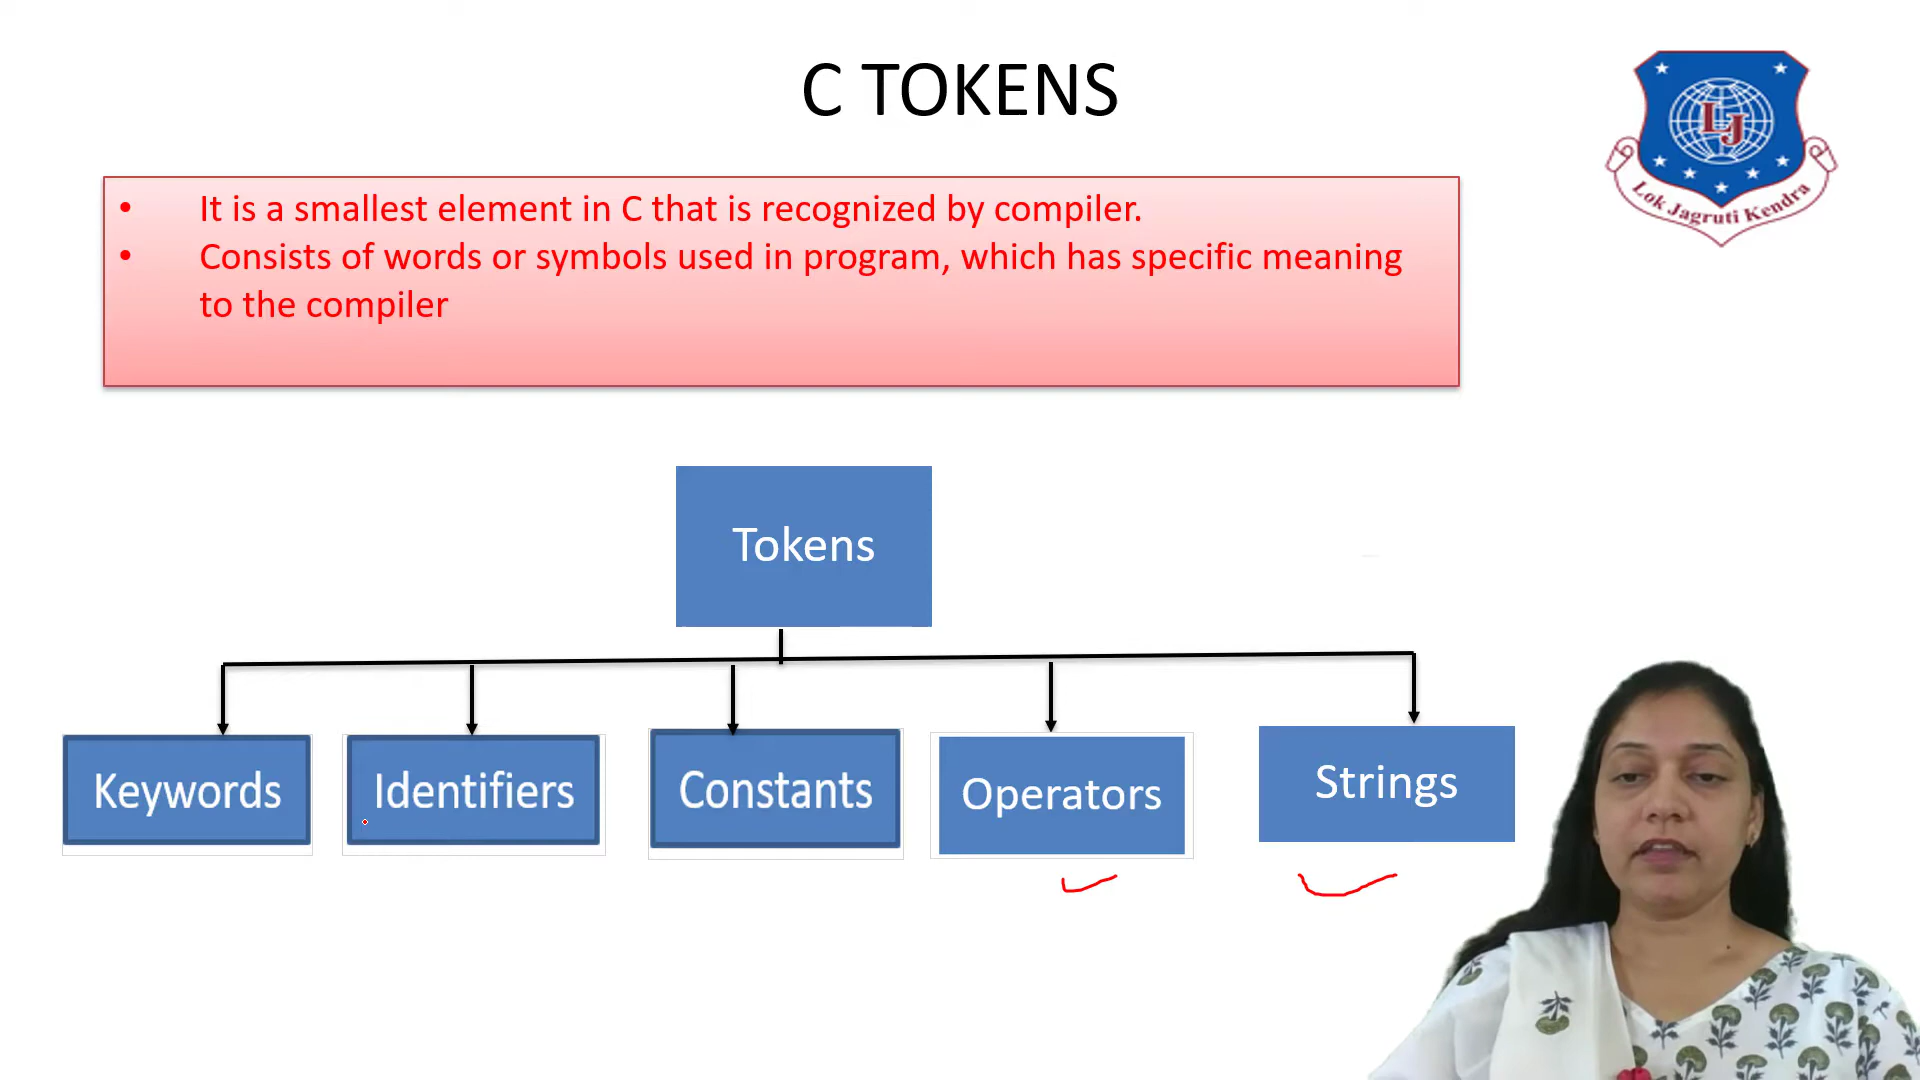 C TOKENS
LJ
Lok Jagruti Kendra
• It is a smallest element in C that is recognized by compiler.
• Consists of words or symbols used in program, which has specific meaning
to the compiler
Tokens
Keywords
Identifiers
Constants
Operators
Strings